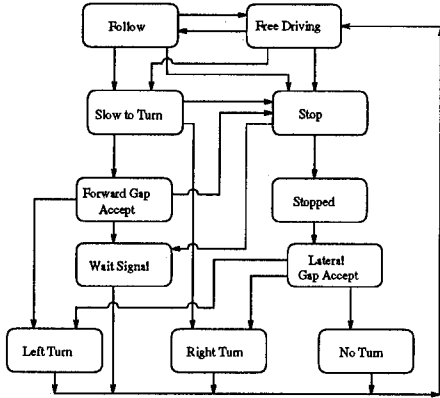 Follow
Free Driving
Slow to Turn
Stop
Forward Gap
Accept
Stopped
Wait Signal
Lateral
Gap Accept
Left Turn
Right Turn
No Turn